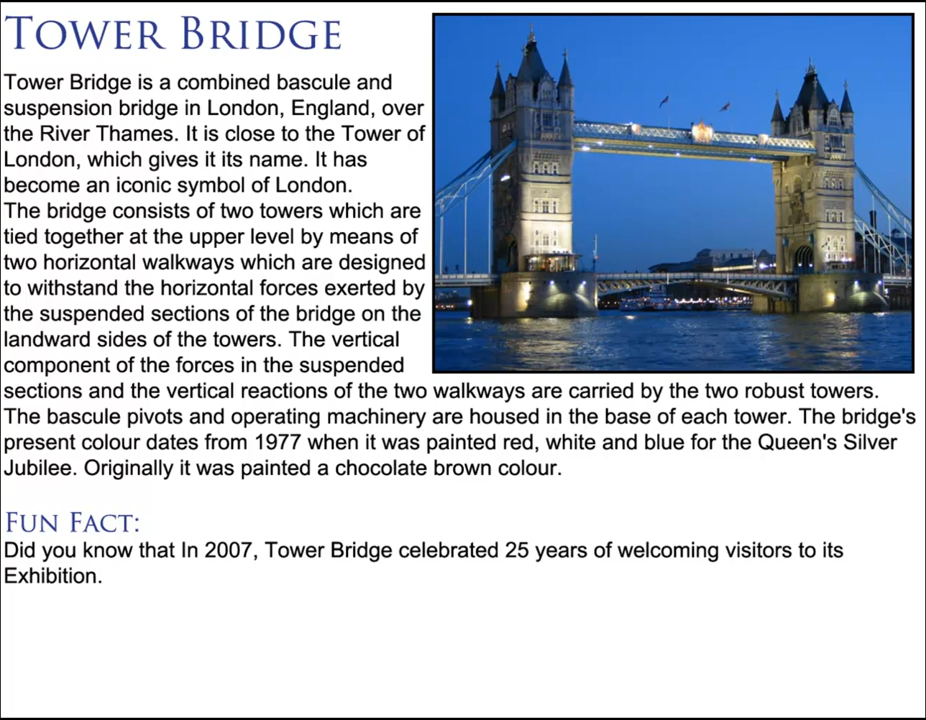 TOWER BRIDGE
Tower Bridge is a combined bascule and
suspension bridge in London, England, over
the River Thames. It is close to the Tower of
London, which gives it its name. It has
become an iconic symbol of London.
The bridge consists of two towers which are
tied together at the upper level by means of
two horizontal walkways which are designed
to withstand the horizontal forces exerted by
the suspended sections of the bridge on the
landward sides of the towers. The vertical
component of the forces in the suspended
sections and the vertical reactions of the two walkways are carried by the two robust towers.
The bascule pivots and operating machinery are housed in the base of each tower. The bridge's
present colour dates from 1977 when it was painted red, white and blue for the Queen's Silver
Jubilee. Originally it was painted a chocolate brown colour.
FUN FACT:
Did you know that In 2007, Tower Bridge celebrated 25 years of welcoming visitors to its
Exhibition.